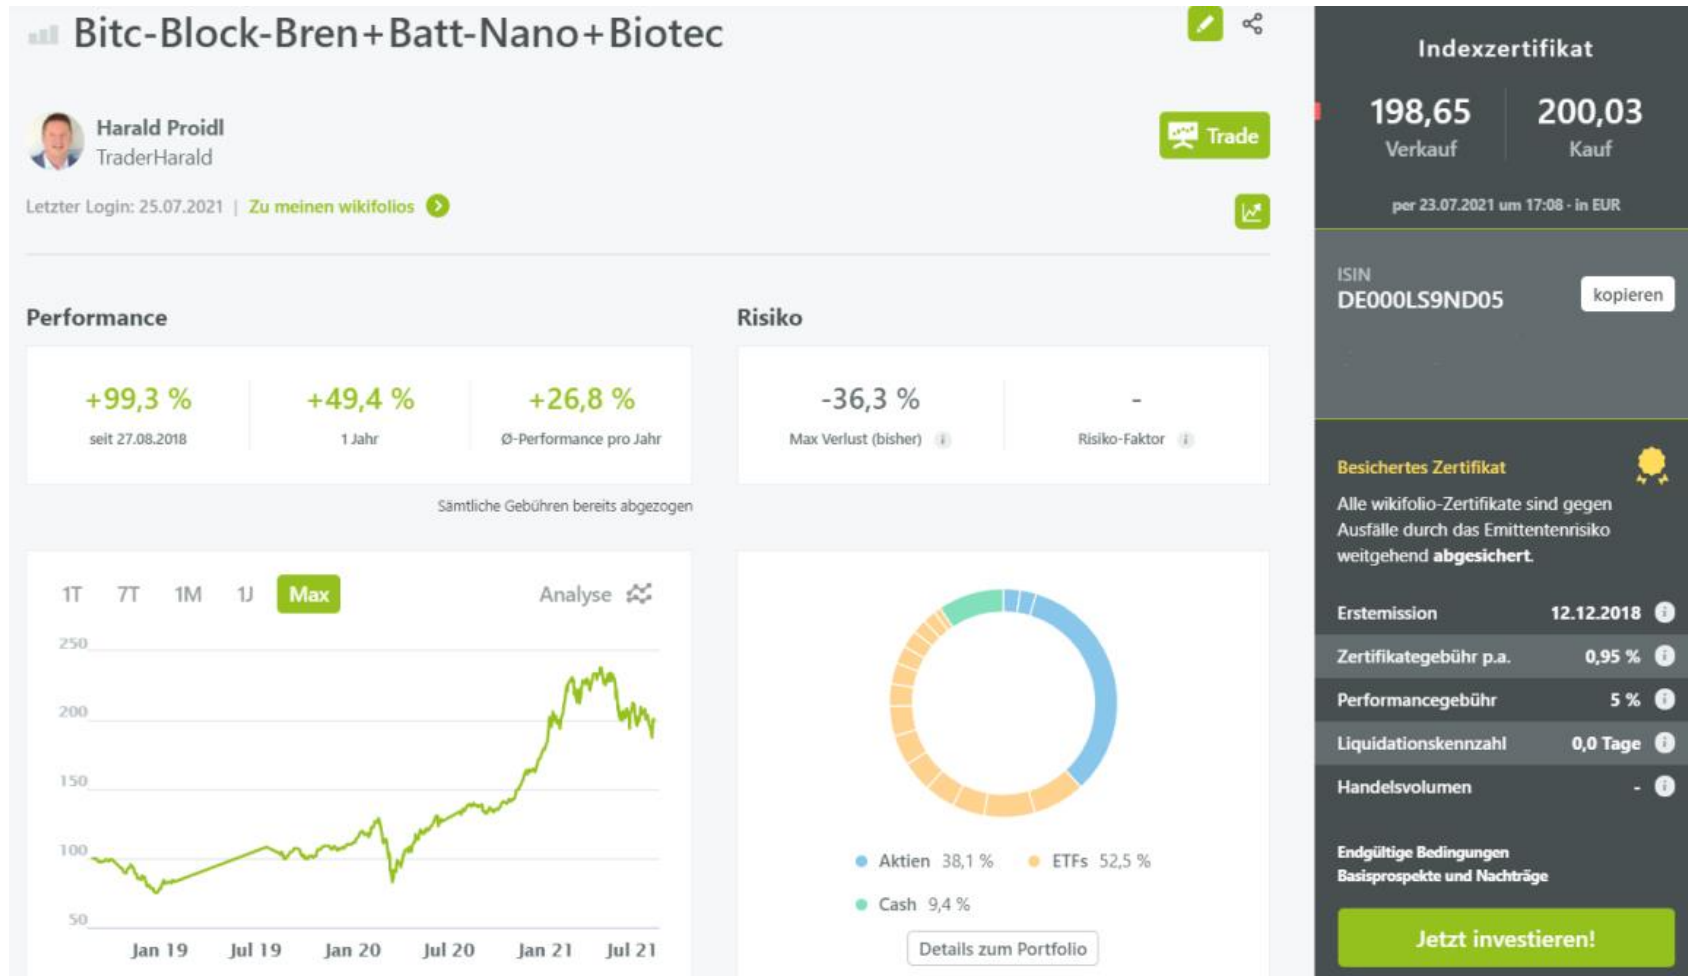 Bitc-Block-Bren+Batt-Nano+Biotec
Harald Proidl
TraderHarald
Trade
Letzter Login: 25.07.2021 | Zu meinen wikifolios
Performance
+99,3 %
seit 27.08.2018
+49,4 %
1 Jahr
+26,8 %
Ø-Performance pro Jahr
Sämtliche Gebühren bereits abgezogen
Risiko
-36,3 %
Max Verlust (bisher) i
-
Risiko-Faktor i
1T 7T 1M 1J Max Analyse
250
200
150
100
50
Jan 19 Jul 19 Jan 20 Jul 20 Jan 21 Jul 21
Aktien 38,1 % ETFs 52,5 %
Cash 9,4 %
Details zum Portfolio
Indexzertifikat
198,65 200,03
Verkauf Kauf
per 23.07.2021 um 17:08 - in EUR
ISIN
DE000LS9ND05
kopieren
Besichertes Zertifikat
Alle wikifolio-Zertifikate sind gegen
Ausfälle durch das Emittentenrisiko
weitgehend abgesichert.
Erstemission 12.12.2018 i
Zertifikategebühr p.a. 0,95 % i
Performancegebühr 5 % i
Liquidationskennzahl 0,0 Tage i
Handelsvolumen - i
Endgültige Bedingungen
Basisprospekte und Nachträge
Jetzt investieren!